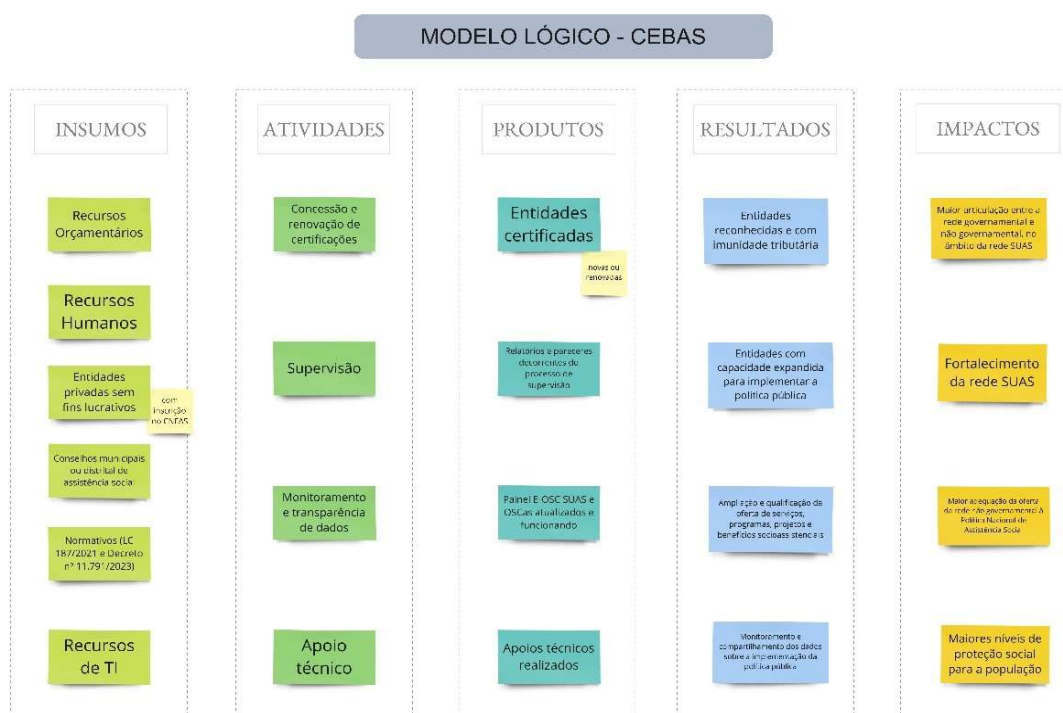 MODELO LÓGICO - CEBAS
INSUMOS
Recursos
Orçamentários
Recursos
Humanos
Entidades
privadas sem
fins lucrativos
com
inscrição
no CNEAS
Conselhos municipais
ou distrital de
assistência social
Normativos (LC
187/2021 e Decreto
nº 11.791/2023)
Recursos
de TI
ATIVIDADES
Concessão e
renovação de
certificações
Supervisão
Monitoramento
e transparência
de dados
Apoio
técnico
PRODUTOS
Entidades
certificadas
novas ou
renovadas
Relatórios e pareceres
decorrentes do
processo de
supervisão
Painel E-OSC SUAS e
OSCas atualizados e
funcionando
Apoios técnicos
realizados
RESULTADOS
Entidades
reconhecidas e com
imunidade tributária
Entidades com
capacidade expandida
para implementar a
política pública
Ampliação e qualificação da
oferta de serviços,
programas, projetos e
benefícios socioassistenciais
Monitoramento e
compartilhamento dos dados
sobre a implementação da
política pública
IMPACTOS
Maior articulação entre a
rede governamental e
não governamental, no
âmbito da rede SUAS
Fortalecimento
da rede SUAS
Maior adequação da oferta
da rede não governamental à
Política Nacional de
Assistência Social
Maiores níveis de
proteção social
para a população